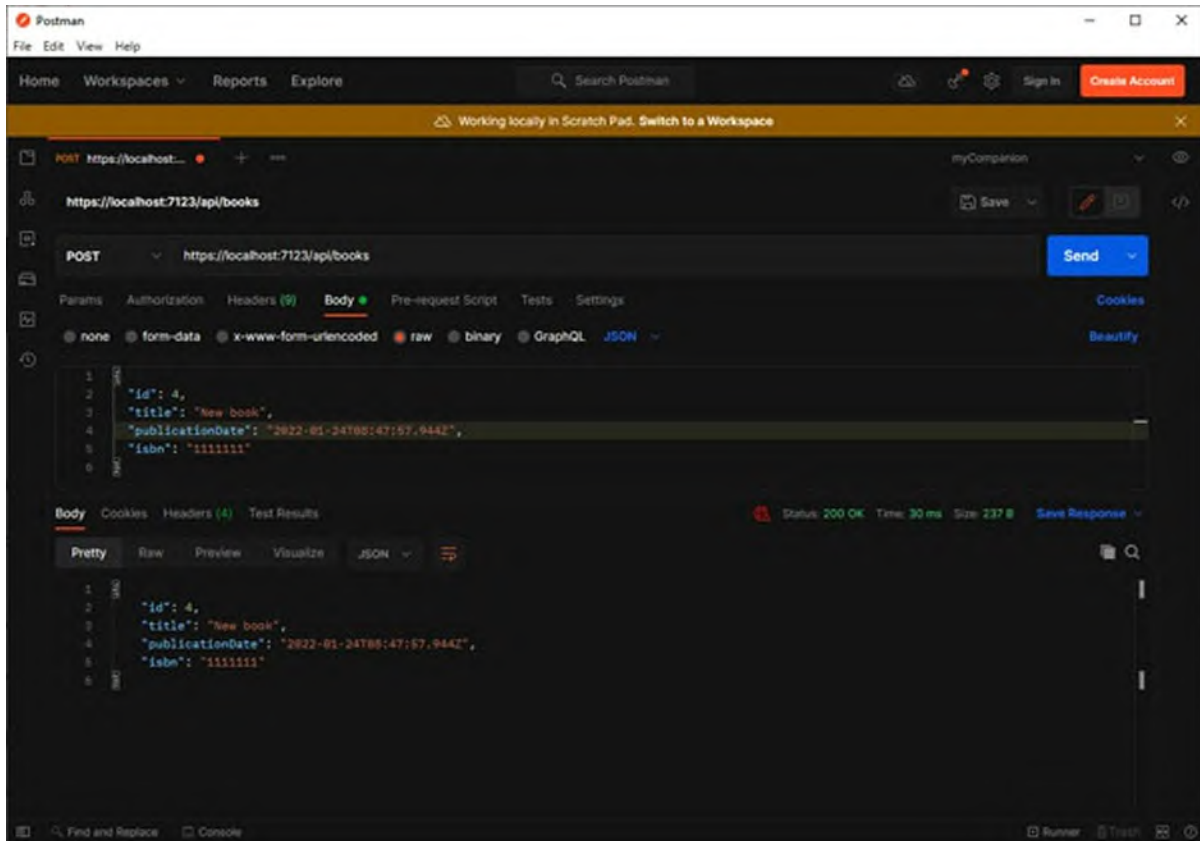 Postman
File Edit View Help
Home Workspaces Reports Explore Search Postman Sign In Create Account
Working locally in Scratch Pad. Switch to a Workspace
POST https://localhost:... myCompanion
https://localhost:7123/api/books Save
POST https://localhost:7123/api/books Send
Params Authorization Headers (9) Body Pre-request Script Tests Settings Cookies
none form-data x-www-form-urlencoded raw binary GraphQL JSON Beautify
1 {
2 "id": 4,
3 "title": "New book",
4 "publicationDate": "2022-01-24T08:47:57.944Z",
5 "isbn": "1111111"
6 }
Body Cookies Headers (4) Test Results Status: 200 OK Time: 30 ms Size: 237 B Save Response
Pretty Raw Preview Visualize JSON
1 {
2 "id": 4,
3 "title": "New book",
4 "publicationDate": "2022-01-24T08:47:57.944Z",
5 "isbn": "1111111"
6 }
Find and Replace Console Runner Trash